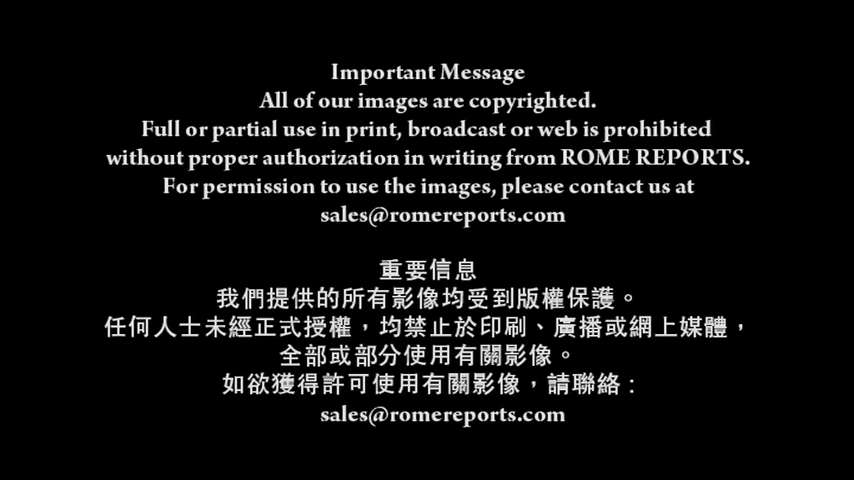 Important Message
All of our images are copyrighted.
Full or partial use in print, broadcast or web is prohibited
without proper authorization in writing from ROME REPORTS.
For permission to use the images, please contact us at
sales@romereports.com
重要信息
我們提供的所有影像均受到版權保護。
任何人士未經正式授權，均禁止於印刷、廣播或網上媒體，
全部或部分使用有關影像。
如欲獲得許可使用有關影像，請聯絡：
sales@romereports.com